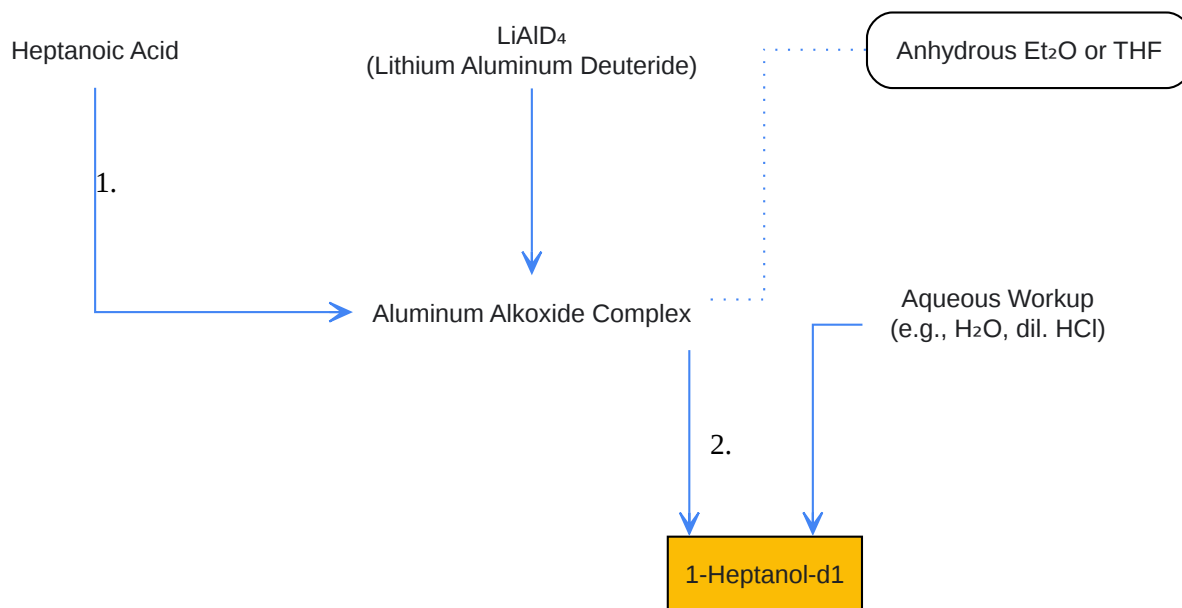 Heptanoic Acid
LiAlD₄
(Lithium Aluminum Deuteride)
Anhydrous Et₂O or THF
1.
Aluminum Alkoxide Complex
Aqueous Workup
(e.g., H₂O, dil. HCl)
2.
1-Heptanol-d1